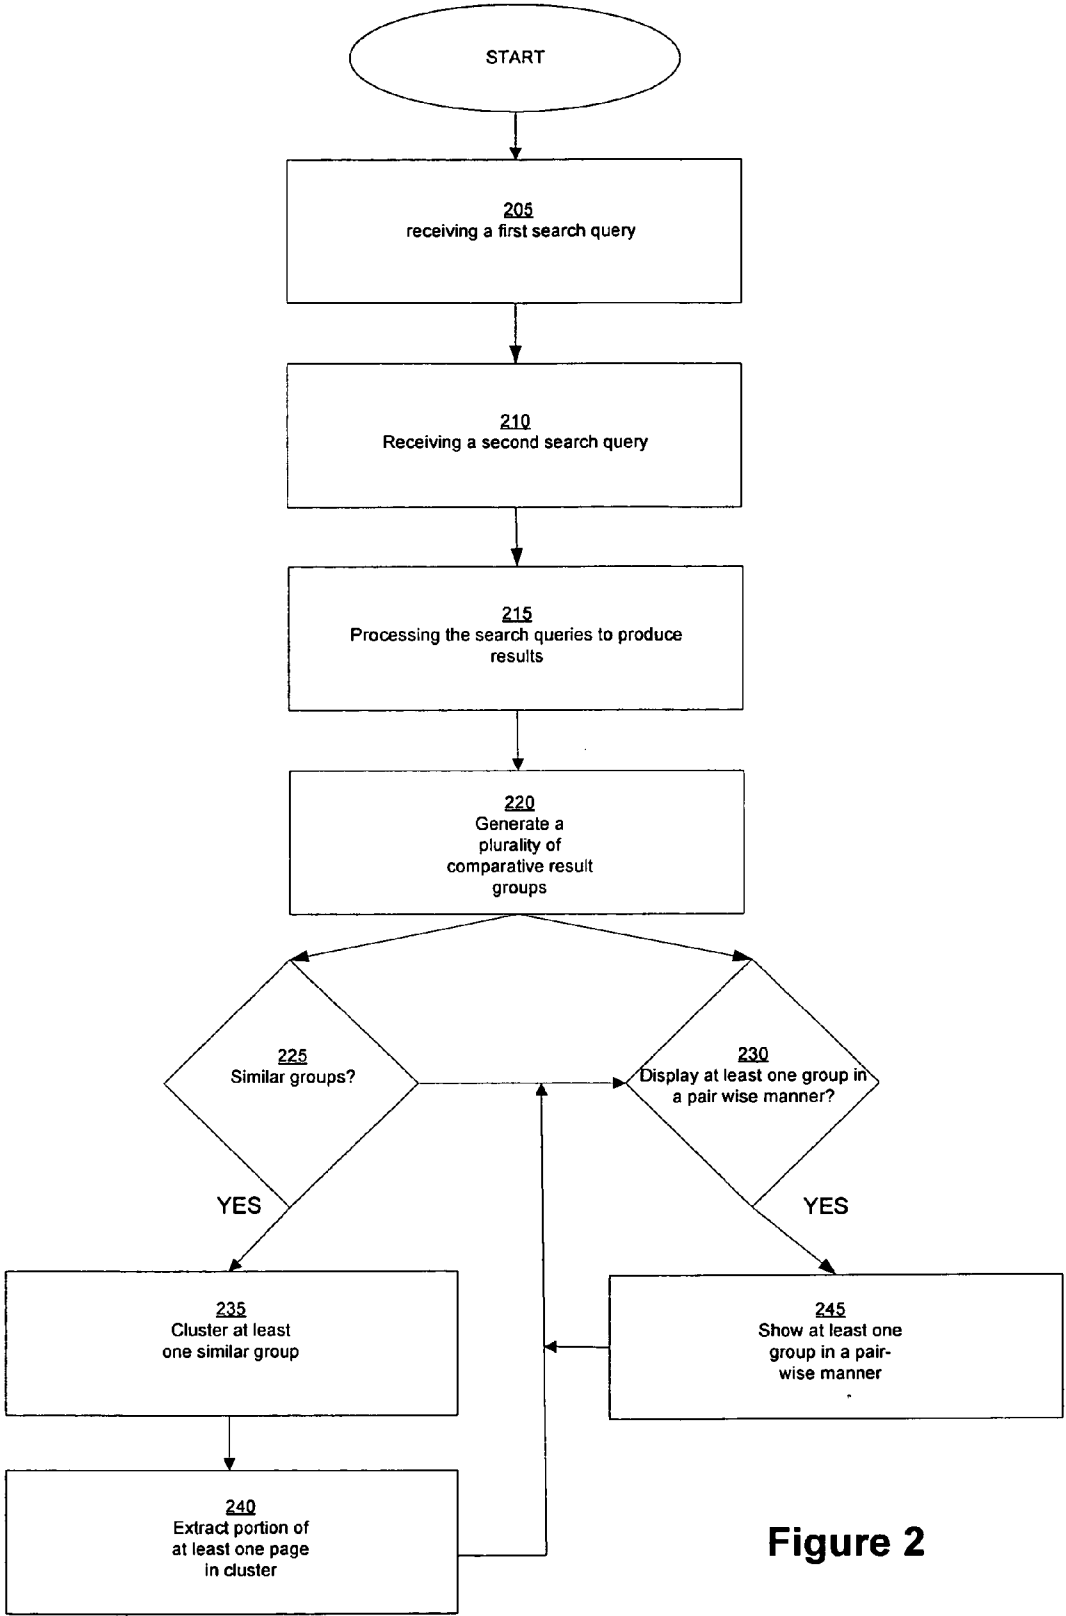 START
205
receiving a first search query
210
Receiving a second search query
215
Processing the search queries to produce
results
220
Generate a
plurality of
comparative result
groups
225
Similar groups?
230
Display at least one group in
a pair wise manner?
YES
YES
235
Cluster at least
one similar group
245
Show at least one
group in a pair-
wise manner
240
Extract portion of
at least one page
in cluster
Figure 2